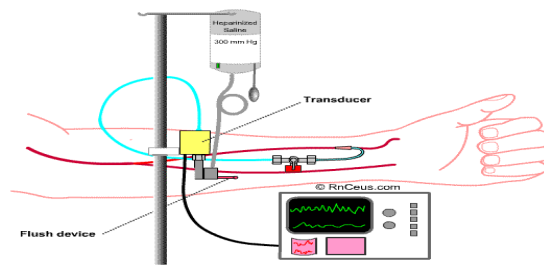 Heparinized
Saline
300 mm Hg
Transducer
© RnCeus.com
Flush device